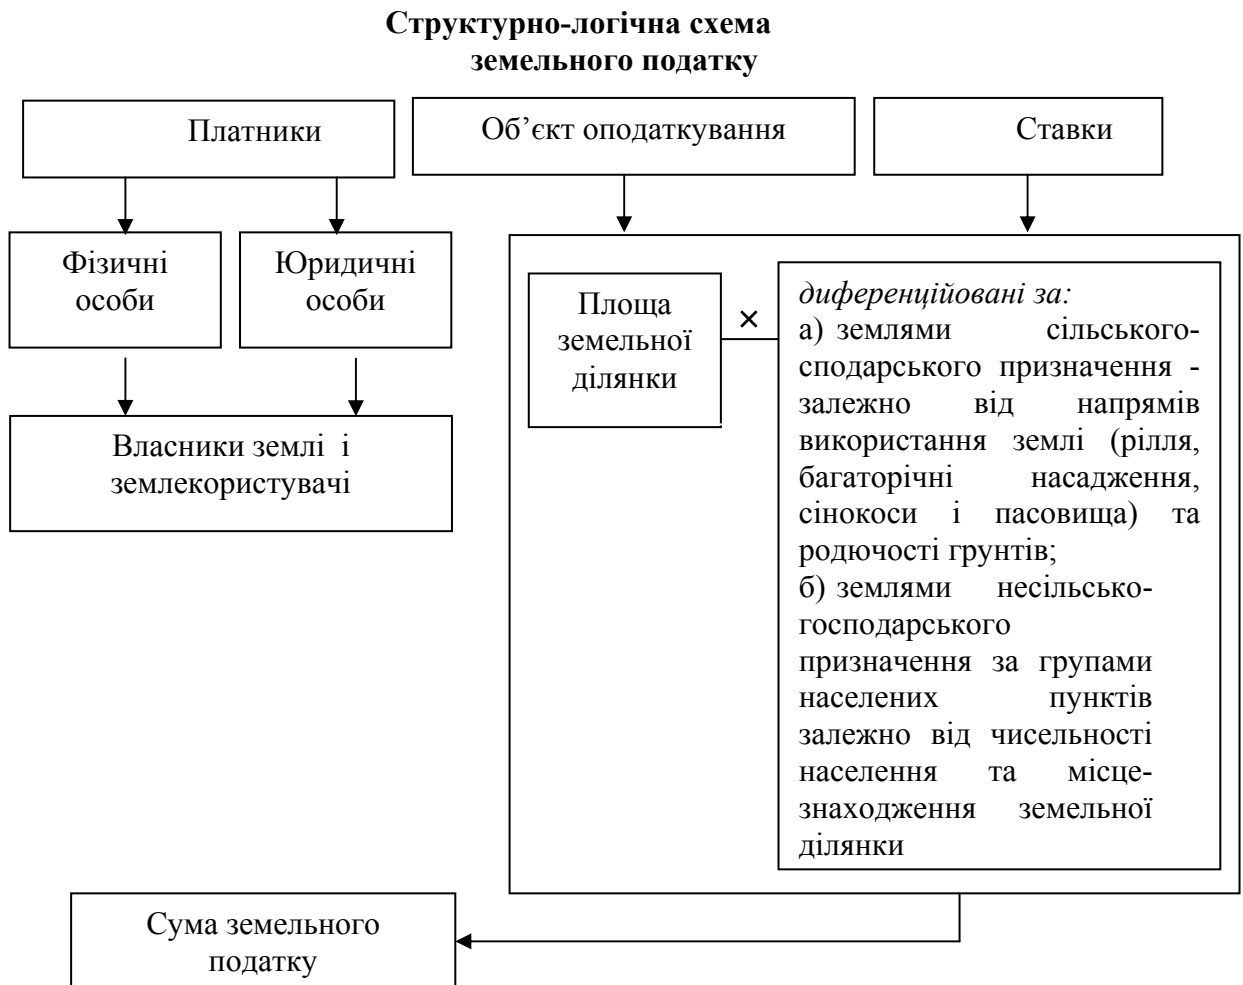 Структурно-логічна схема
земельного податку
Платники
Об’єкт оподаткування
Ставки
Фізичні
особи
Юридичні
особи
Власники землі і
землекористувачі
Площа
земельної
ділянки
×
диференційовані за:
а) землями сільського-
сподарського призначення -
залежно від напрямів
використання землі (рілля,
багаторічні насадження,
сінокоси і пасовища) та
родючості грунтів;
б) землями несільсько-
господарського
призначення за групами
населених пунктів
залежно від чисельності
населення та місце-
знаходження земельної
ділянки
Сума земельного
податку